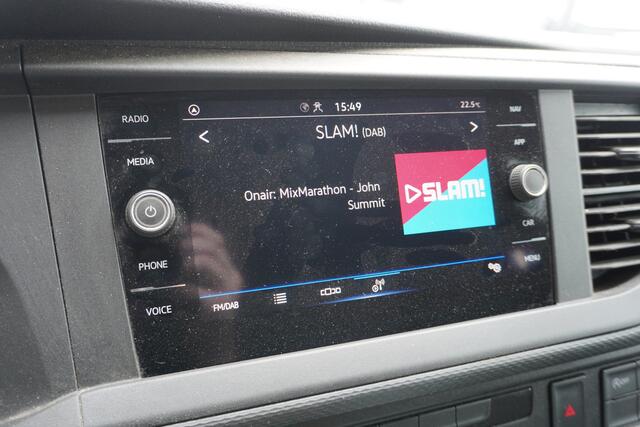 RADIO
MEDIA
PHONE
VOICE
15:49
22.5°C
SLAM! (DAB)
Onair: MixMarathon - John
Summit
SLAM!
FM/DAB
NAV
APP
CAR
MENU